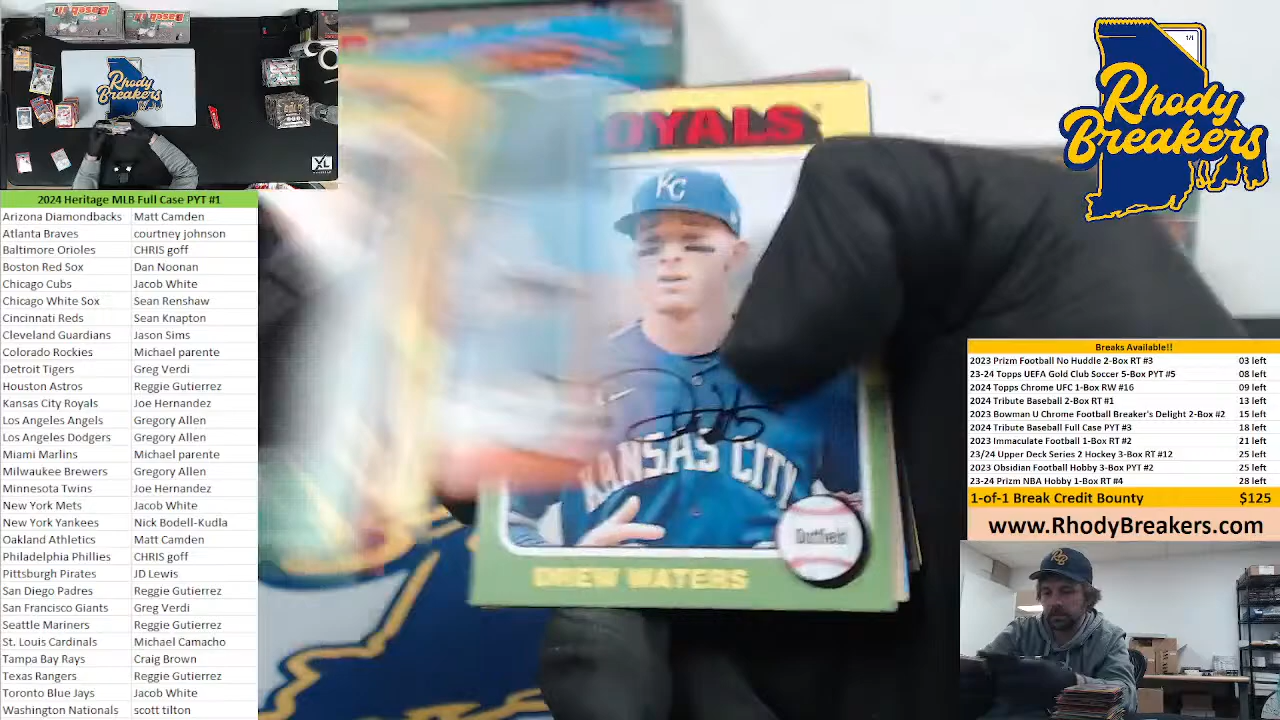 Rhody
Breakers
XL
2024 Heritage MLB Full Case PYT #1
Arizona Diamondbacks Matt Camden
Atlanta Braves courtney johnson
Baltimore Orioles CHRIS goff
Boston Red Sox Dan Noonan
Chicago Cubs Jacob White
Chicago White Sox Sean Renshaw
Cincinnati Reds Sean Knapton
Cleveland Guardians Jason Sims
Colorado Rockies Michael parente
Detroit Tigers Greg Verdi
Houston Astros Reggie Gutierrez
Kansas City Royals Joe Hernandez
Los Angeles Angels Gregory Allen
Los Angeles Dodgers Gregory Allen
Miami Marlins Michael parente
Milwaukee Brewers Gregory Allen
Minnesota Twins Joe Hernandez
New York Mets Jacob White
New York Yankees Nick Bodell-Kudla
Oakland Athletics Matt Camden
Philadelphia Phillies CHRIS goff
Pittsburgh Pirates JD Lewis
San Diego Padres Reggie Gutierrez
San Francisco Giants Greg Verdi
Seattle Mariners Reggie Gutierrez
St. Louis Cardinals Michael Camacho
Tampa Bay Rays Craig Brown
Texas Rangers Reggie Gutierrez
Toronto Blue Jays Jacob White
Washington Nationals scott tilton
OYALS
KC
KANSAS CITY
Outfield
DREW WATERS
1/1
Rhody
Breakers
Breaks Available!!
2023 Prizm Football No Huddle 2-Box RT #3 03 left
23-24 Topps UEFA Gold Club Soccer 5-Box PYT #5 08 left
2024 Topps Chrome UFC 1-Box RW #16 09 left
2024 Tribute Baseball 2-Box RT #1 13 left
2023 Bowman U Chrome Football Breaker's Delight 2-Box #2 15 left
2024 Tribute Baseball Full Case PYT #3 18 left
2023 Immaculate Football 1-Box RT #2 21 left
23/24 Upper Deck Series 2 Hockey 3-Box RT #12 25 left
2023 Obsidian Football Hobby 3-Box PYT #2 25 left
23-24 Prizm NBA Hobby 1-Box RT #4 28 left
1-of-1 Break Credit Bounty $125
www.RhodyBreakers.com
RB